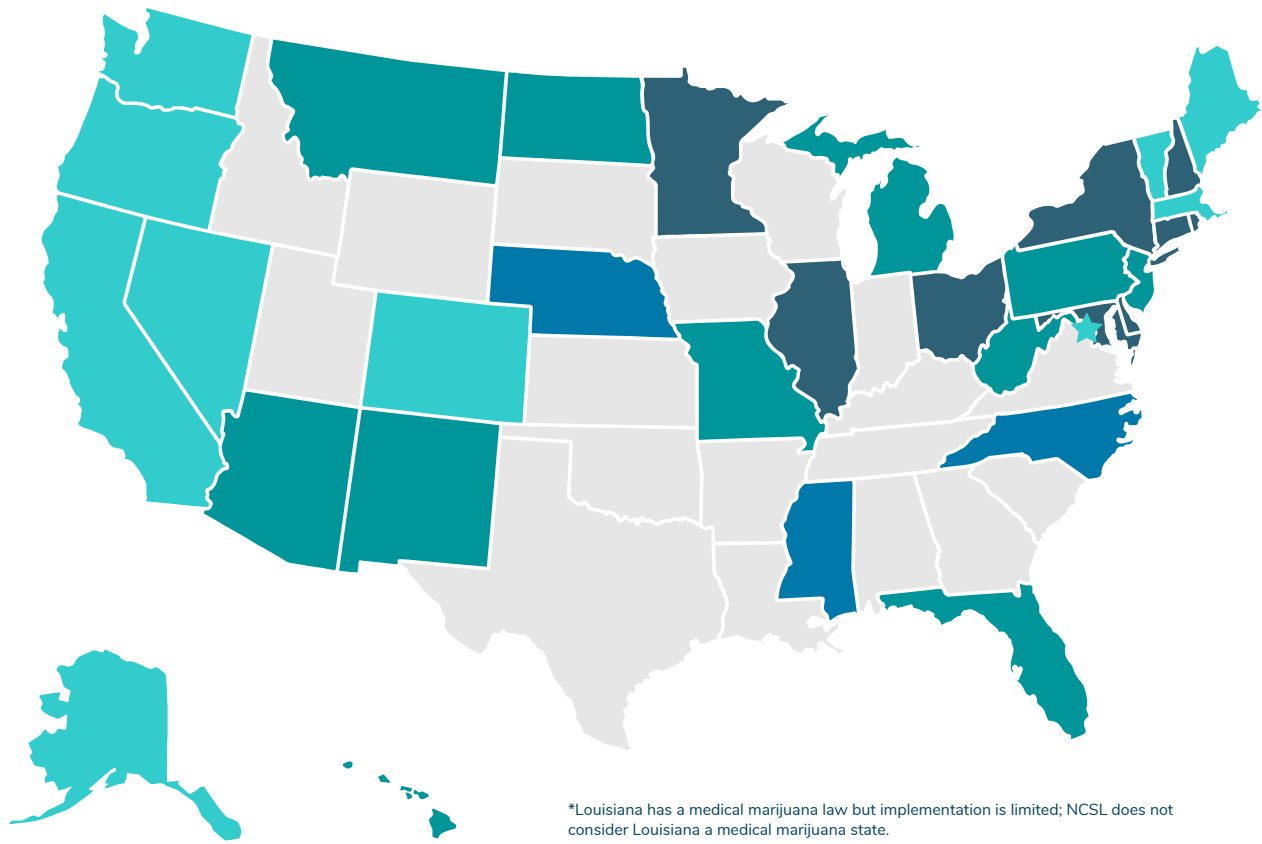 *Louisiana has a medical marijuana law but implementation is limited; NCSL does not
consider Louisiana a medical marijuana state.